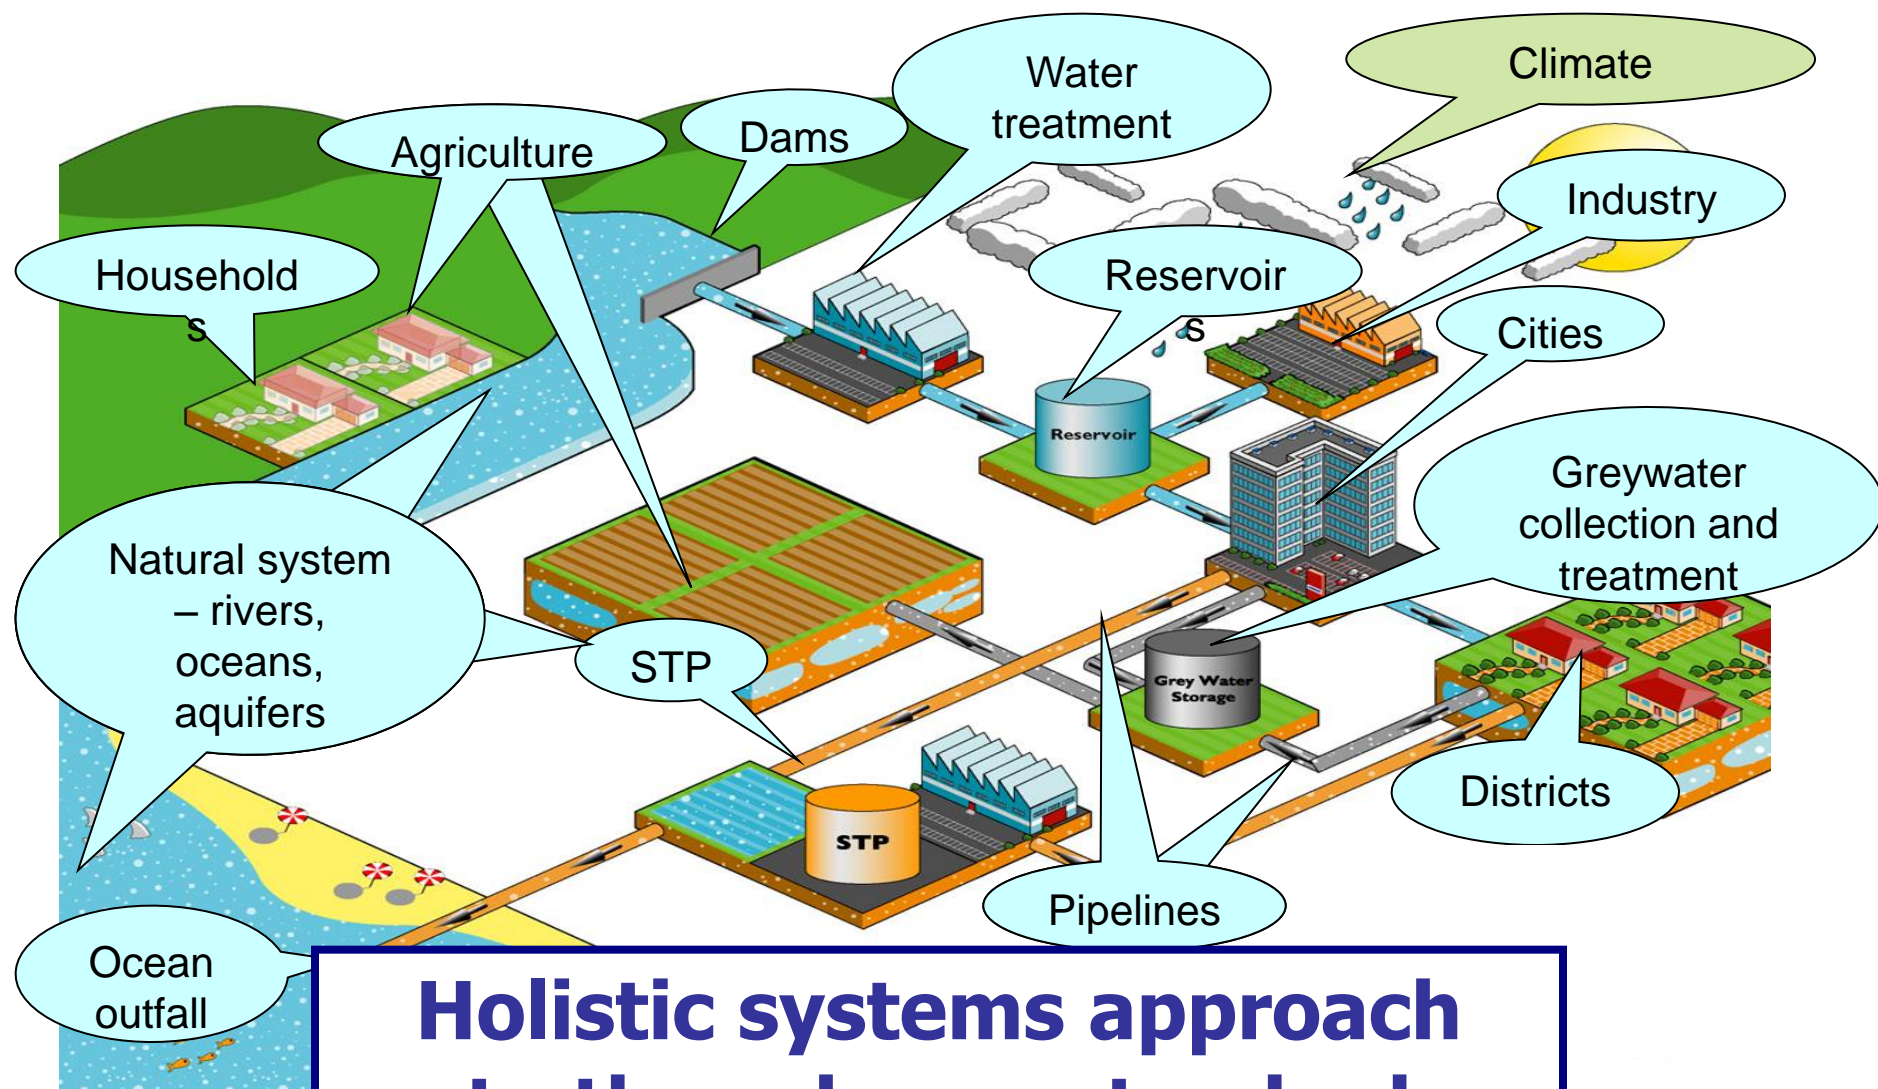 Water
treatment
Climate
Agriculture
Dams
Industry
Household
s
Reservoir
s
Cities
Reservoir
Greywater
collection and
treatment
Natural system
– rivers,
oceans,
aquifers
STP
Grey Water
Storage
Districts
STP
Pipelines
Ocean
outfall
Holistic systems approach